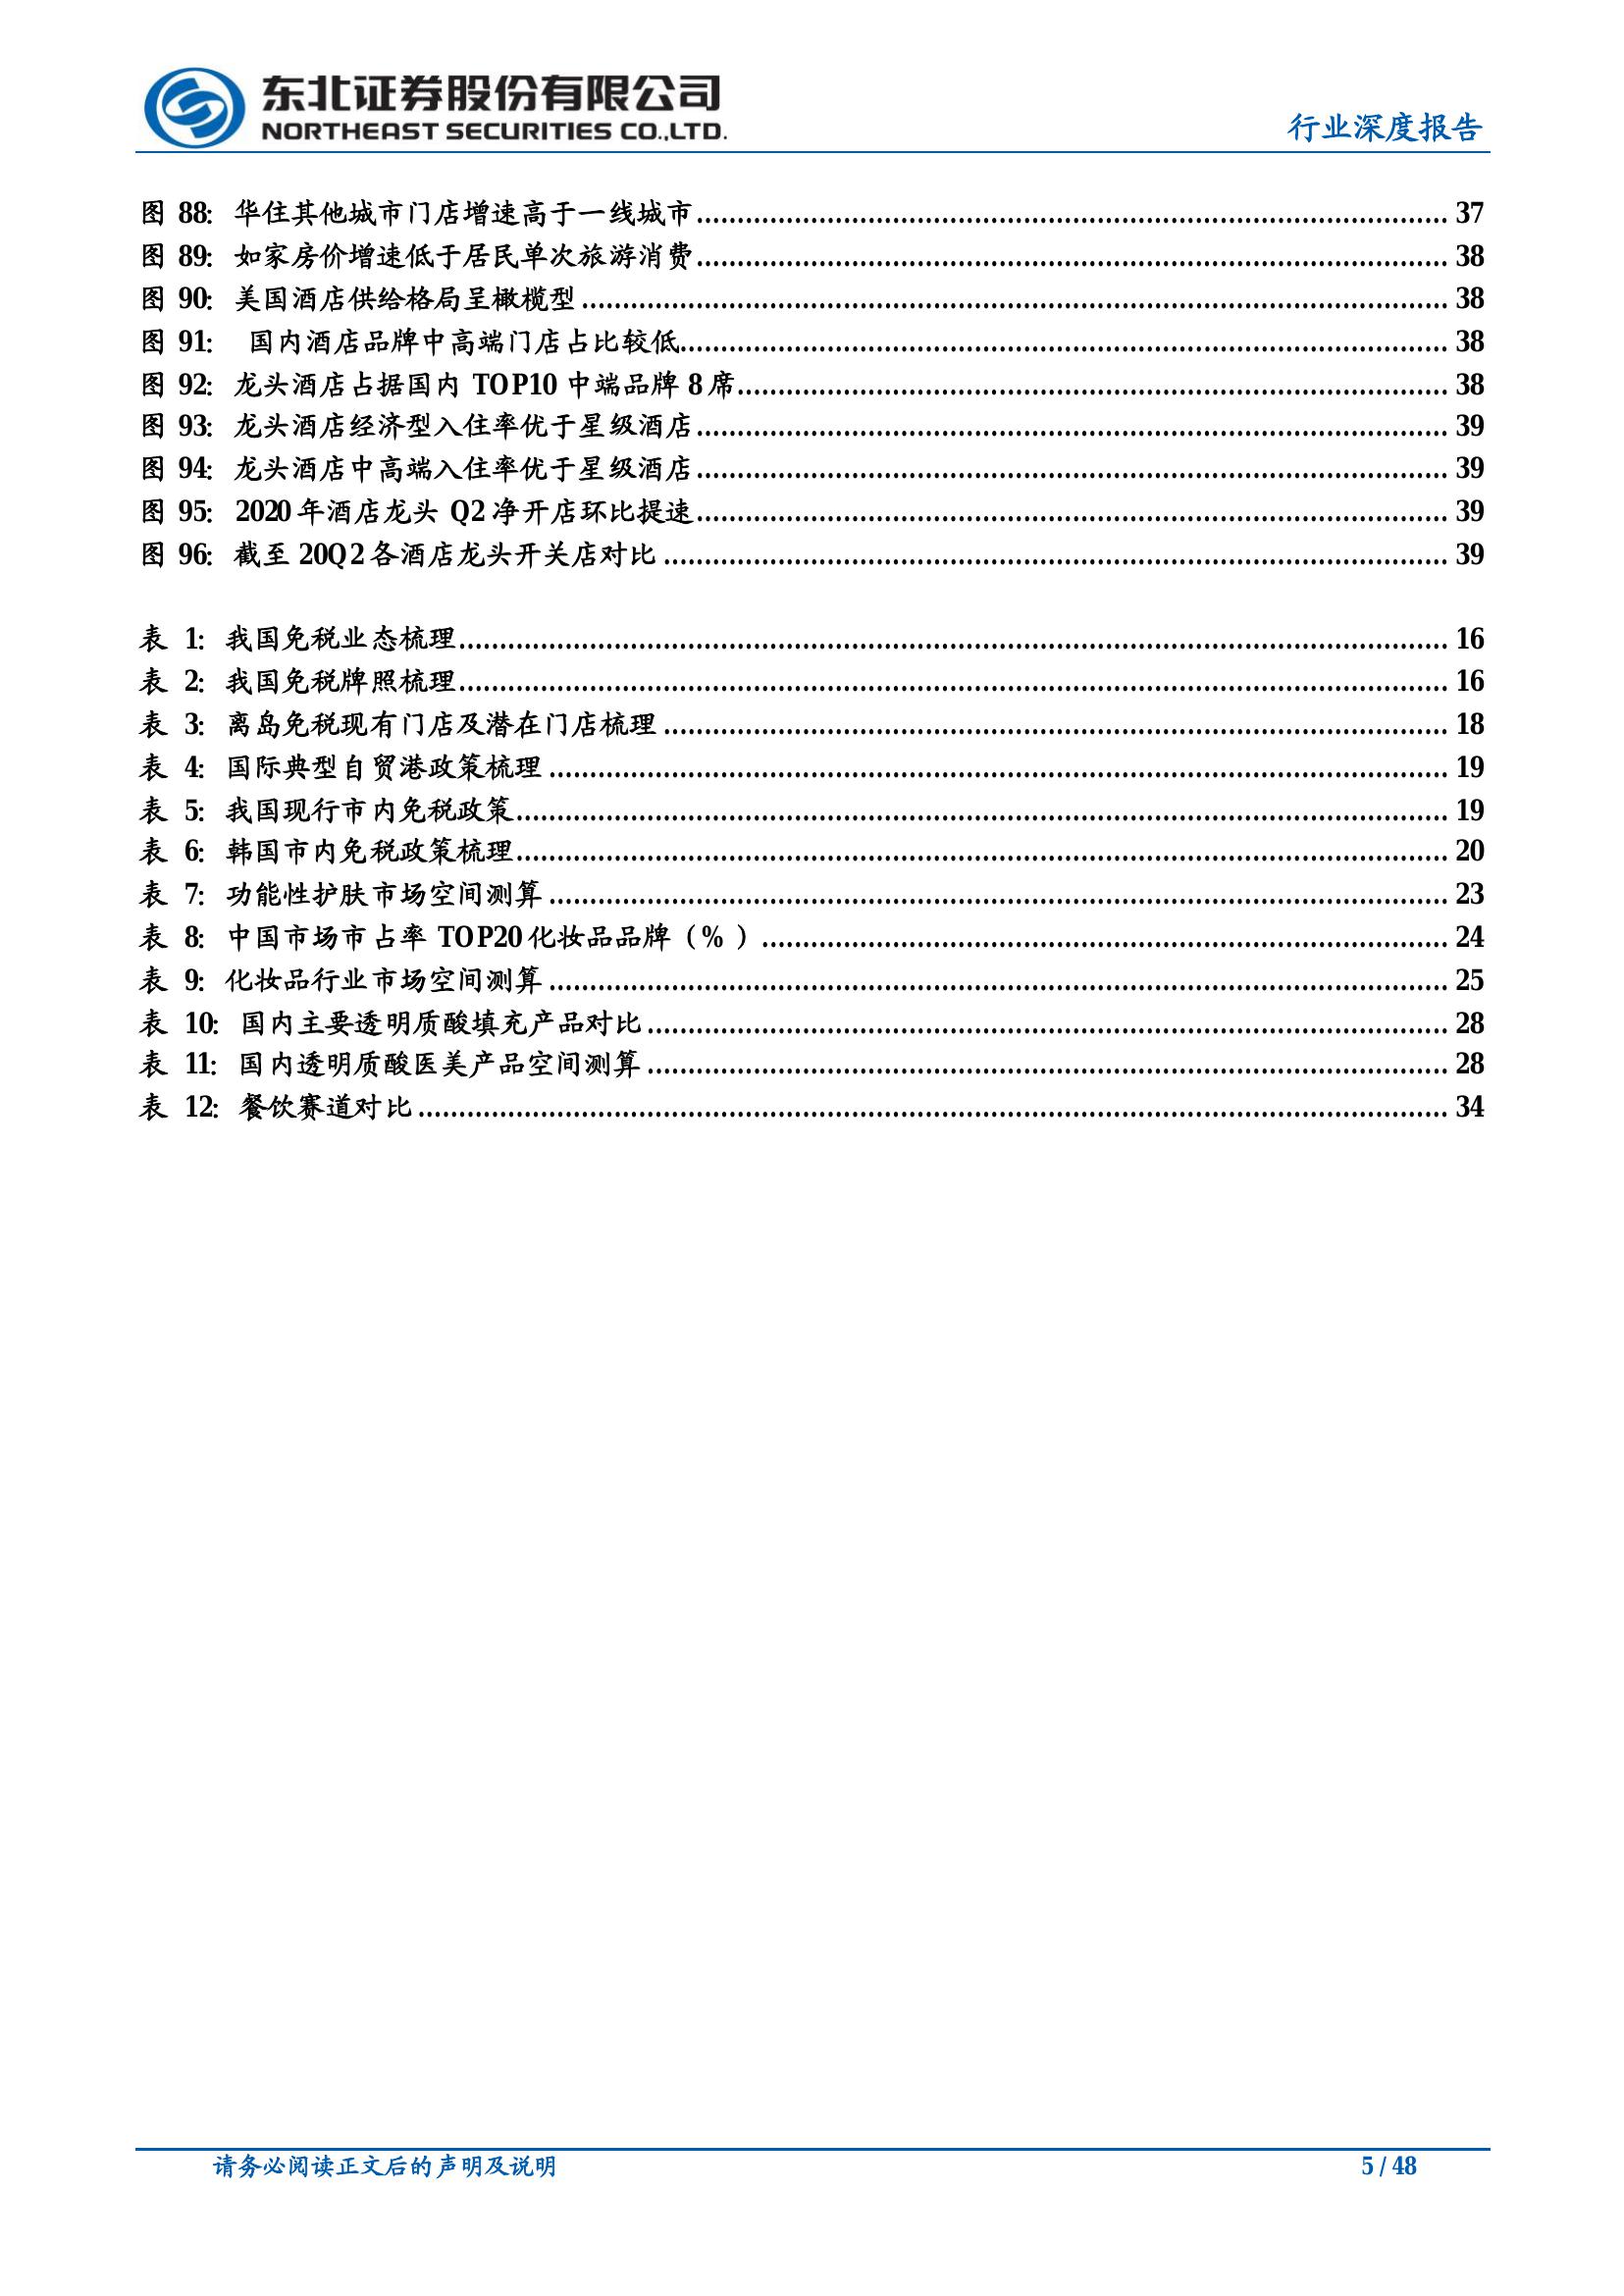 东北证券股份有限公司
NORTHEAST SECURITIES CO.,LTD.
行业深度报告
图 88: 华住其他城市门店增速高于一线城市 37
图 89: 如家房价增速低于居民单次旅游消费 38
图 90: 美国酒店供给格局呈橄榄型 38
图 91: 国内酒店品牌中高端门店占比较低 38
图 92: 龙头酒店占据国内 TOP10 中端品牌 8 席 38
图 93: 龙头酒店经济型入住率优于星级酒店 39
图 94: 龙头酒店中高端入住率优于星级酒店 39
图 95: 2020 年酒店龙头 Q2 净开店环比提速 39
图 96: 截至 20Q2 各酒店龙头开关店对比 39
表 1: 我国免税业态梳理 16
表 2: 我国免税牌照梳理 16
表 3: 离岛免税现有门店及潜在门店梳理 18
表 4: 国际典型自贸港政策梳理 19
表 5: 我国现行市内免税政策 19
表 6: 韩国市内免税政策梳理 20
表 7: 功能性护肤市场空间测算 23
表 8: 中国市场市占率 TOP20 化妆品品牌（%） 24
表 9: 化妆品行业市场空间测算 25
表 10: 国内主要透明质酸填充产品对比 28
表 11: 国内透明质酸医美产品空间测算 28
表 12: 餐饮赛道对比 34
请务必阅读正文后的声明及说明
5 / 48